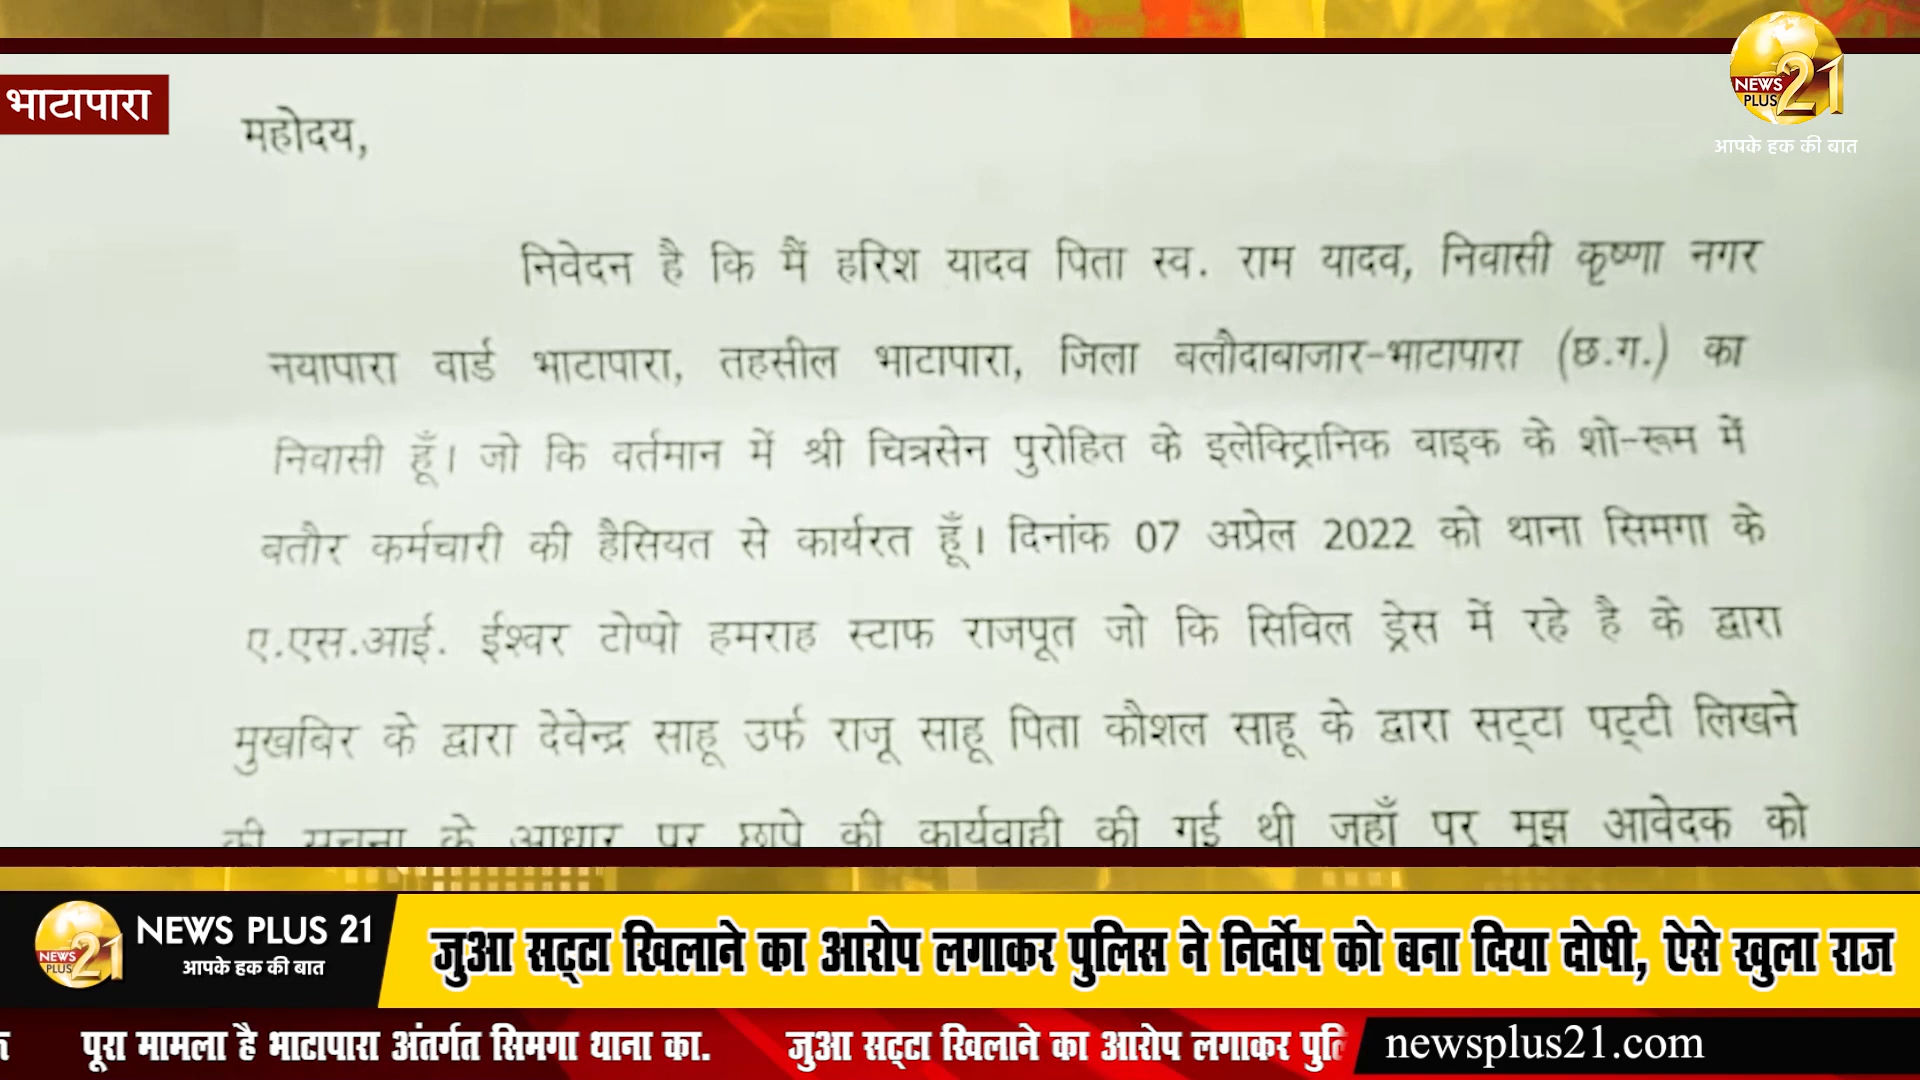 भाटापारा
NEWS
PLUS 21
आपके हक की बात
महोदय,
निवेदन है कि मैं हरिश यादव पिता स्व. राम यादव, निवासी कृष्णा नगर
नयापारा वार्ड भाटापारा, तहसील भाटापारा, जिला बलौदाबाजार-भाटापारा (छ.ग.) का
निवासी हूँ। जो कि वर्तमान में श्री चित्रसेन पुरोहित के इलेक्ट्रिानिक बाइक के शो-रूम में
बतौर कर्मचारी की हैसियत से कार्यरत हूँ। दिनांक 07 अप्रेल 2022 को थाना सिमगा के
ए.एस.आई. ईश्वर टोप्पो हमराह स्टाफ राजपूत जो कि सिविल ड्रेस में रहे है के द्वारा
मुखबिर के द्वारा देवेन्द्र साहू उर्फ राजू साहू पिता कौशल साहू के द्वारा सट्टा पट्टी लिखने
की सूचना के आधार पर छापे की कार्यवाही की गई थी जहाँ पर मुझ आवेदक को
NEWS
PLUS 21
NEWS PLUS 21
आपके हक की बात
जुआ सट्टा खिलाने का आरोप लगाकर पुलिस ने निर्दोष को बना दिया दोषी, ऐसे खुला राज
पूरा मामला है भाटापारा अंतर्गत सिमगा थाना का. जुआ सट्टा खिलाने का आरोप लगाकर पुलि
newsplus21.com